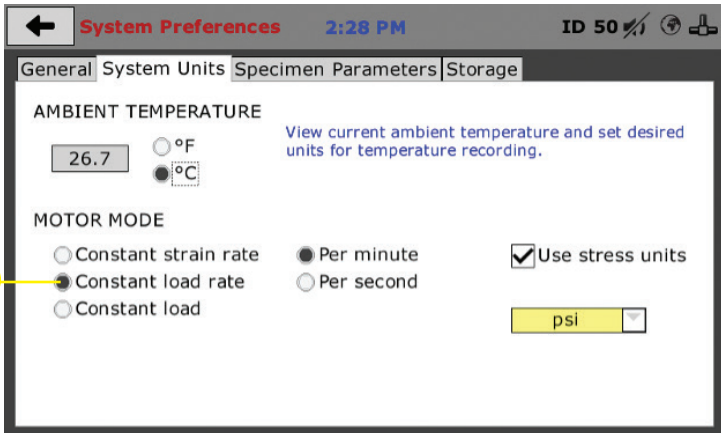 System Preferences 2:28 PM ID 50
General System Units Specimen Parameters Storage
AMBIENT TEMPERATURE
26.7
°F
°C
View current ambient temperature and set desired
units for temperature recording.
MOTOR MODE
Constant strain rate
Constant load rate
Constant load
Per minute
Per second
Use stress units
psi